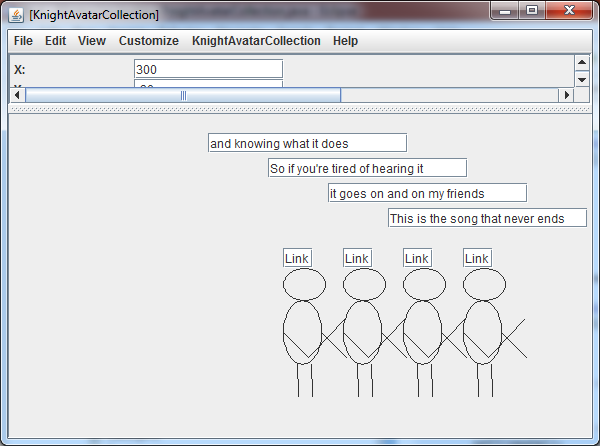 [KnightAvatarCollection]
File Edit View Customize KnightAvatarCollection Help
X: 300
and knowing what it does
So if you're tired of hearing it
it goes on and on my friends
This is the song that never ends
Link Link Link Link